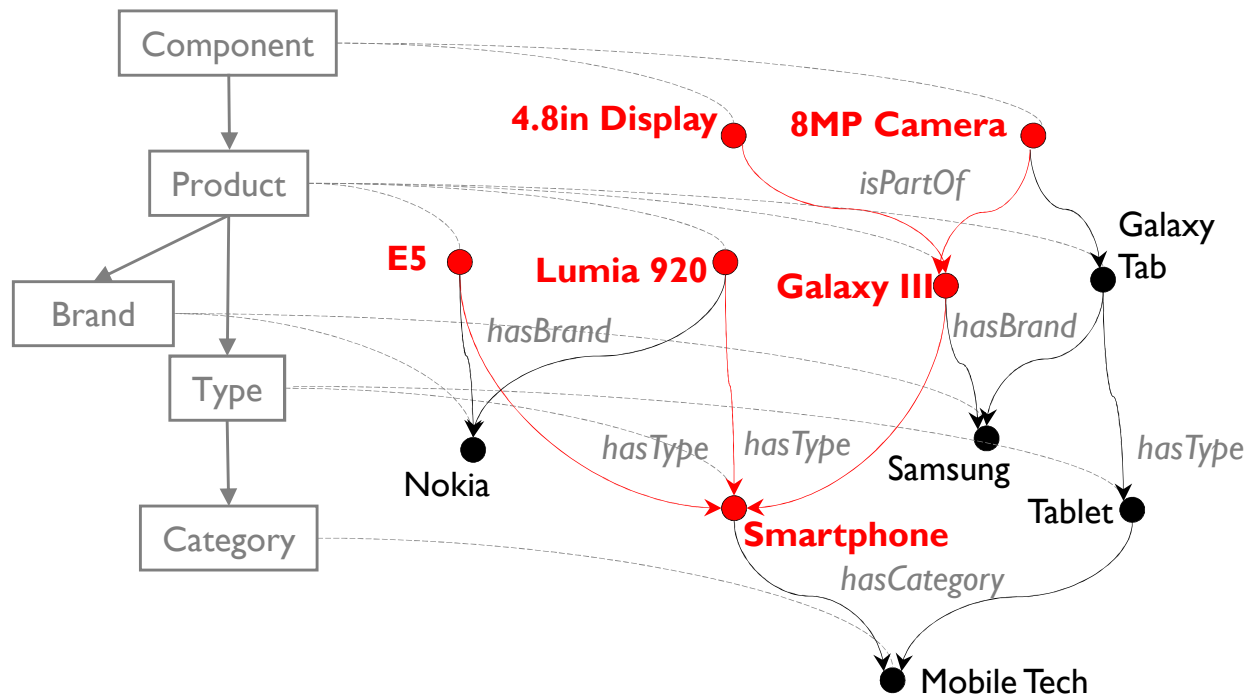 Component
4.8in Display
8MP Camera
Product
isPartOf
Galaxy
Tab
E5
Lumia 920
Galaxy III
Brand
hasBrand
hasBrand
Type
hasType
hasType
hasType
Samsung
Nokia
Tablet
Smartphone
Category
hasCategory
Mobile Tech